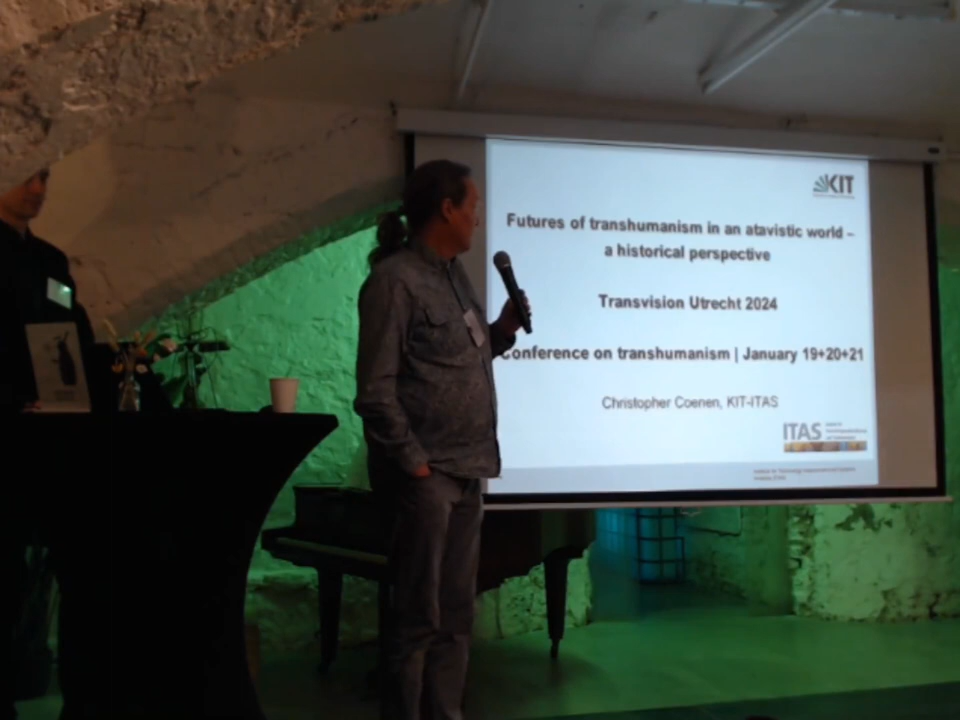 KIT
Futures of transhumanism in an atavistic world –
a historical perspective
Transvision Utrecht 2024
Conference on transhumanism | January 19+20+21
Christopher Coenen, KIT-ITAS
ITAS